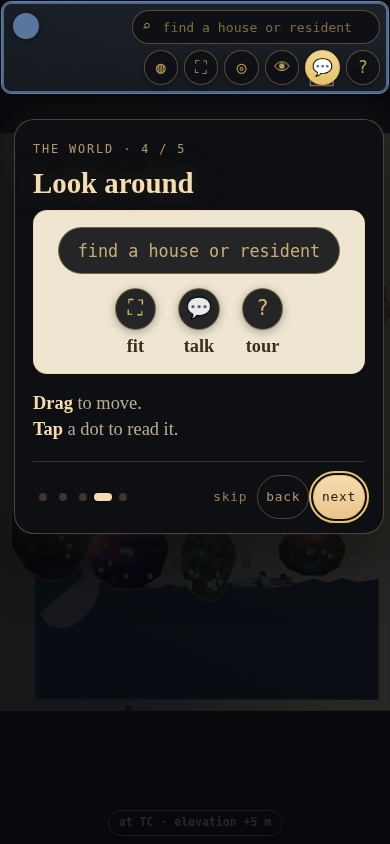 find a house or resident
?
THE WORLD · 4 / 5
Look around
find a house or resident
?
fit talk tour
Drag to move.
Tap a dot to read it.
skip back next
at TC · elevation +5 m